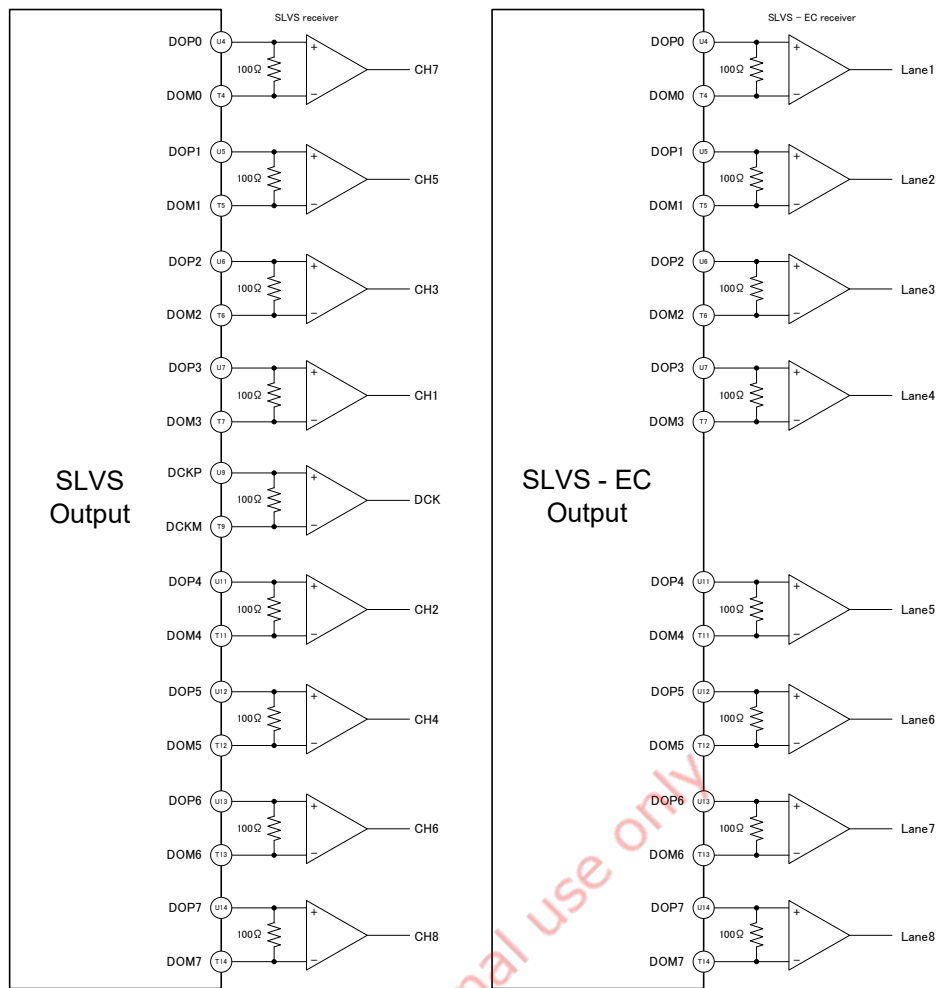 SLVS receiver
DOP0 U4
100Ω
CH7
DOM0 T4
DOP1 U5
100Ω
CH5
DOM1 T5
DOP2 U6
100Ω
CH3
DOM2 T6
DOP3 U7
100Ω
CH1
DOM3 T7
DCKP U9
100Ω
DCK
DCKM T9
DOP4 U11
100Ω
CH2
DOM4 T11
DOP5 U12
100Ω
CH4
DOM5 T12
DOP6 U13
100Ω
CH6
DOM6 T13
DOP7 U14
100Ω
CH8
DOM7 T14
SLVS
Output
SLVS - EC receiver
DOP0 U4
100Ω
Lane1
DOM0 T4
DOP1 U5
100Ω
Lane2
DOM1 T5
DOP2 U6
100Ω
Lane3
DOM2 T6
DOP3 U7
100Ω
Lane4
DOM3 T7
DOP4 U11
100Ω
Lane5
DOM4 T11
DOP5 U12
100Ω
Lane6
DOM5 T12
DOP6 U13
100Ω
Lane7
DOM6 T13
DOP7 U14
100Ω
Lane8
DOM7 T14
SLVS - EC
Output
nal use only